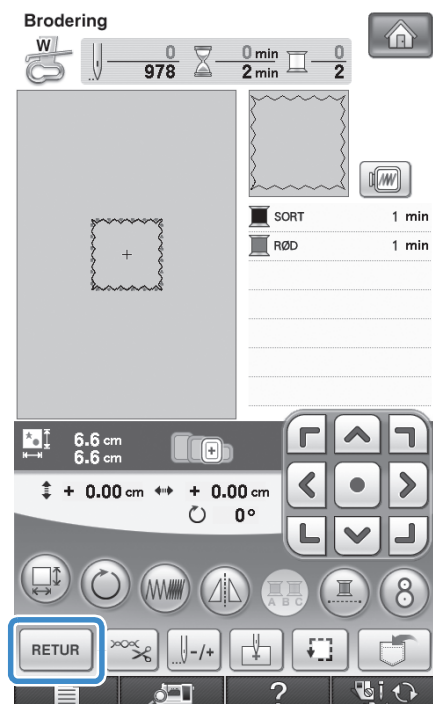 Brodering
W
0 0 min 0
978 2 min 2
SORT 1 min
RØD 1 min
6.6 cm
6.6 cm
+ 0.00 cm + 0.00 cm
0°
A B C
RETUR
-/+
? i